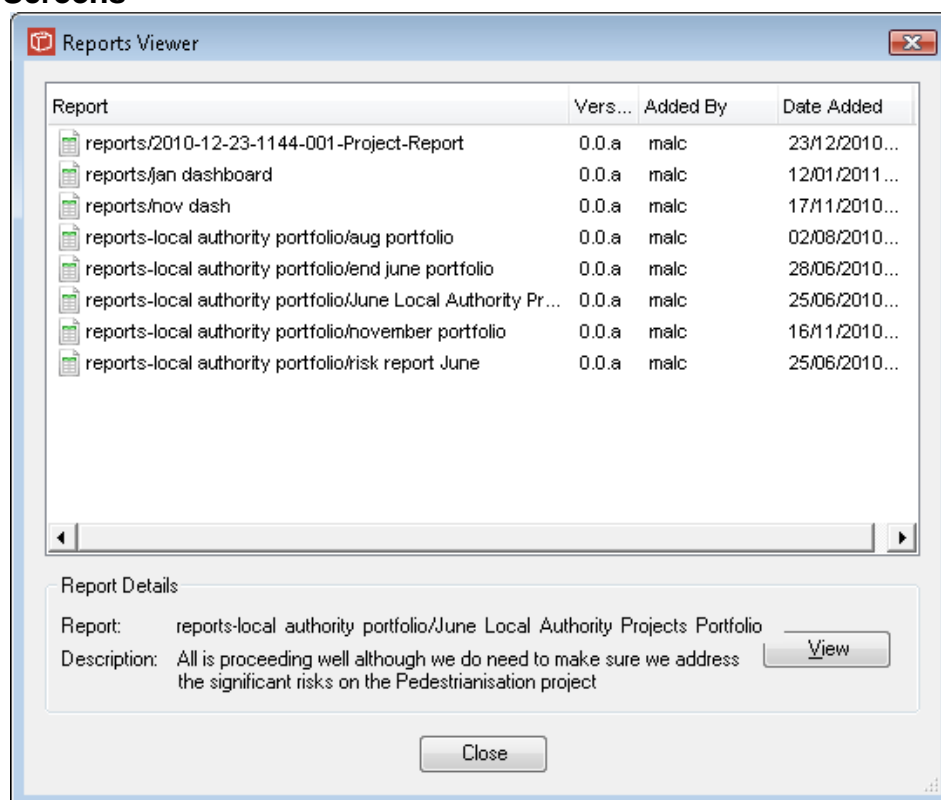 Screens
Reports Viewer
Report Vers... Added By Date Added
reports/2010-12-23-1144-001-Project-Report 0.0.a malc 23/12/2010...
reports/jan dashboard 0.0.a malc 12/01/2011...
reports/nov dash 0.0.a malc 17/11/2010...
reports-local authority portfolio/aug portfolio 0.0.a malc 02/08/2010...
reports-local authority portfolio/end june portfolio 0.0.a malc 28/06/2010...
reports-local authority portfolio/June Local Authority Pr... 0.0.a malc 25/06/2010...
reports-local authority portfolio/november portfolio 0.0.a malc 16/11/2010...
reports-local authority portfolio/risk report June 0.0.a malc 25/06/2010...
Report Details
Report: reports-local authority portfolio/June Local Authority Projects Portfolio
Description: All is proceeding well although we do need to make sure we address
the significant risks on the Pedestrianisation project
View
Close